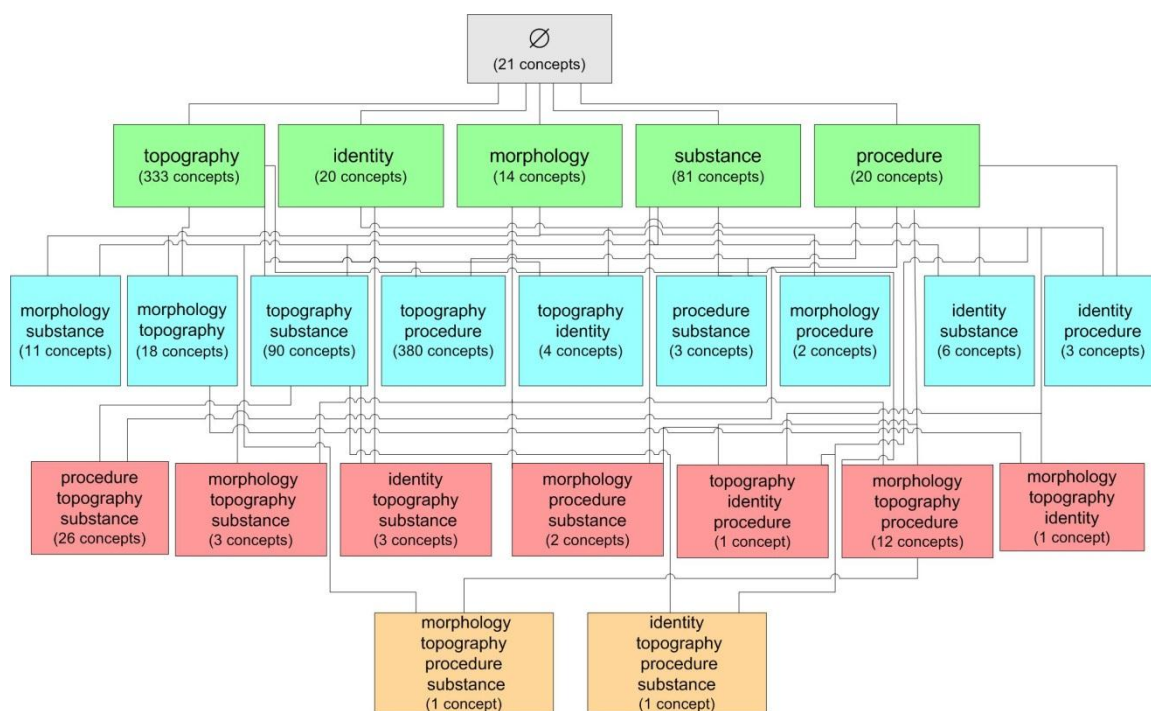 ∅
(21 concepts)
topography
(333 concepts)
identity
(20 concepts)
morphology
(14 concepts)
substance
(81 concepts)
procedure
(20 concepts)
morphology
substance
(11 concepts)
morphology
topography
(18 concepts)
topography
substance
(90 concepts)
topography
procedure
(380 concepts)
topography
identity
(4 concepts)
procedure
substance
(3 concepts)
morphology
procedure
(2 concepts)
identity
substance
(6 concepts)
identity
procedure
(3 concepts)
procedure
topography
substance
(26 concepts)
morphology
topography
substance
(3 concepts)
identity
topography
substance
(3 concepts)
morphology
procedure
substance
(2 concepts)
topography
identity
procedure
(1 concept)
morphology
topography
procedure
(12 concepts)
morphology
topography
identity
(1 concept)
morphology
topography
procedure
substance
(1 concept)
identity
topography
procedure
substance
(1 concept)